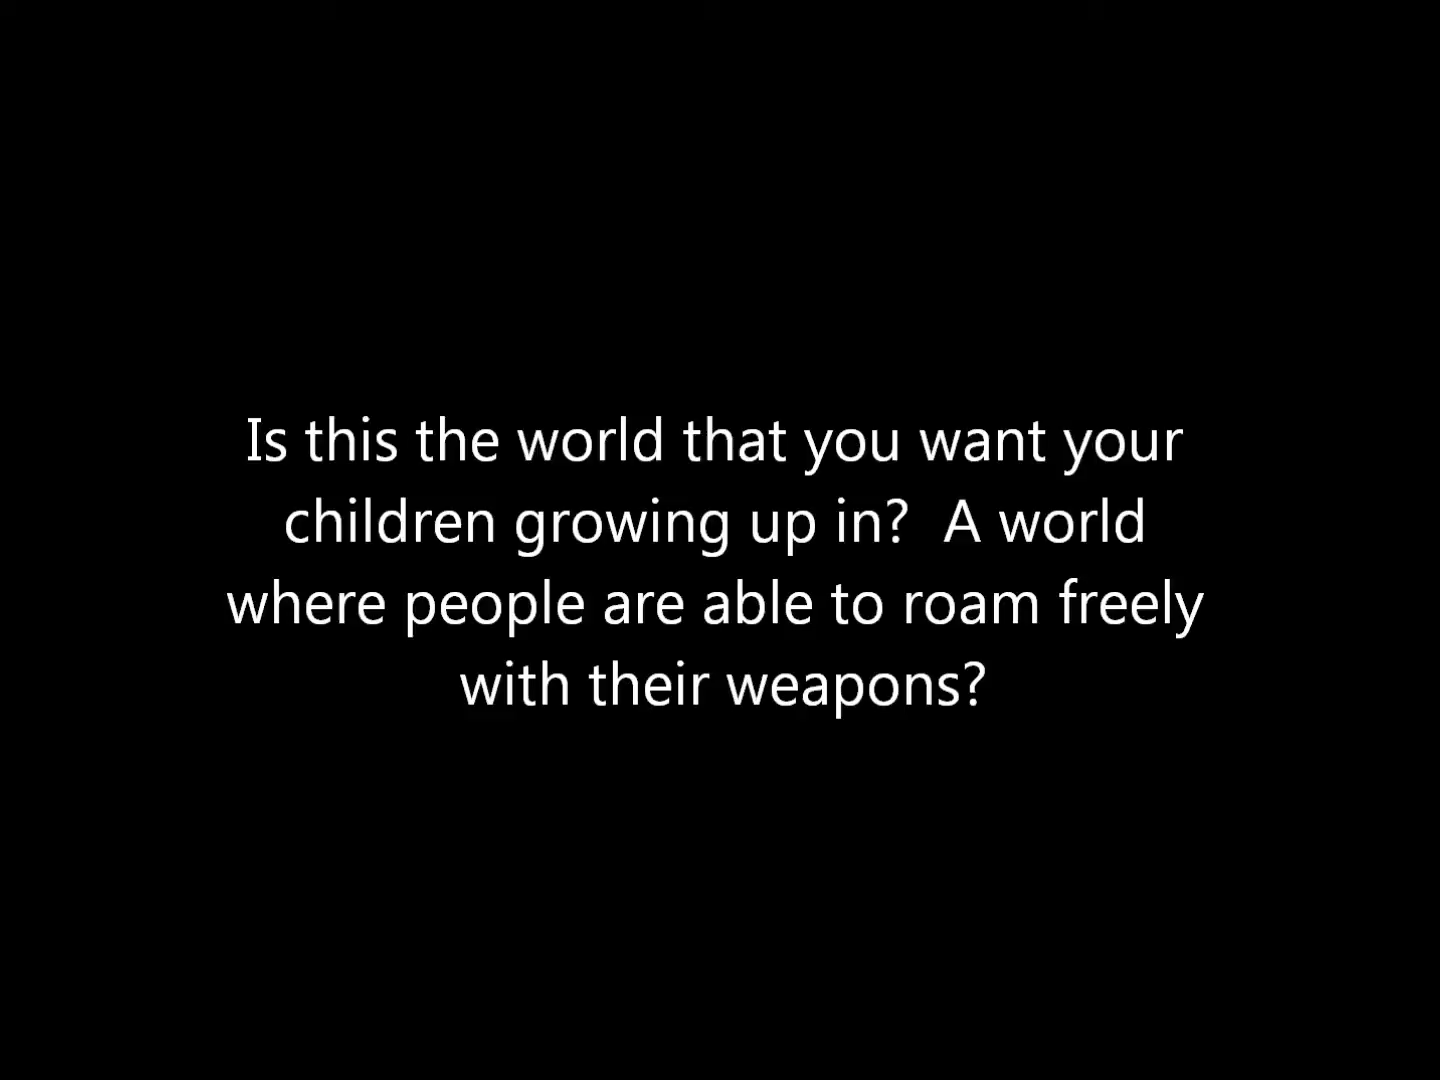 Is this the world that you want your
children growing up in?  A world
where people are able to roam freely
with their weapons?